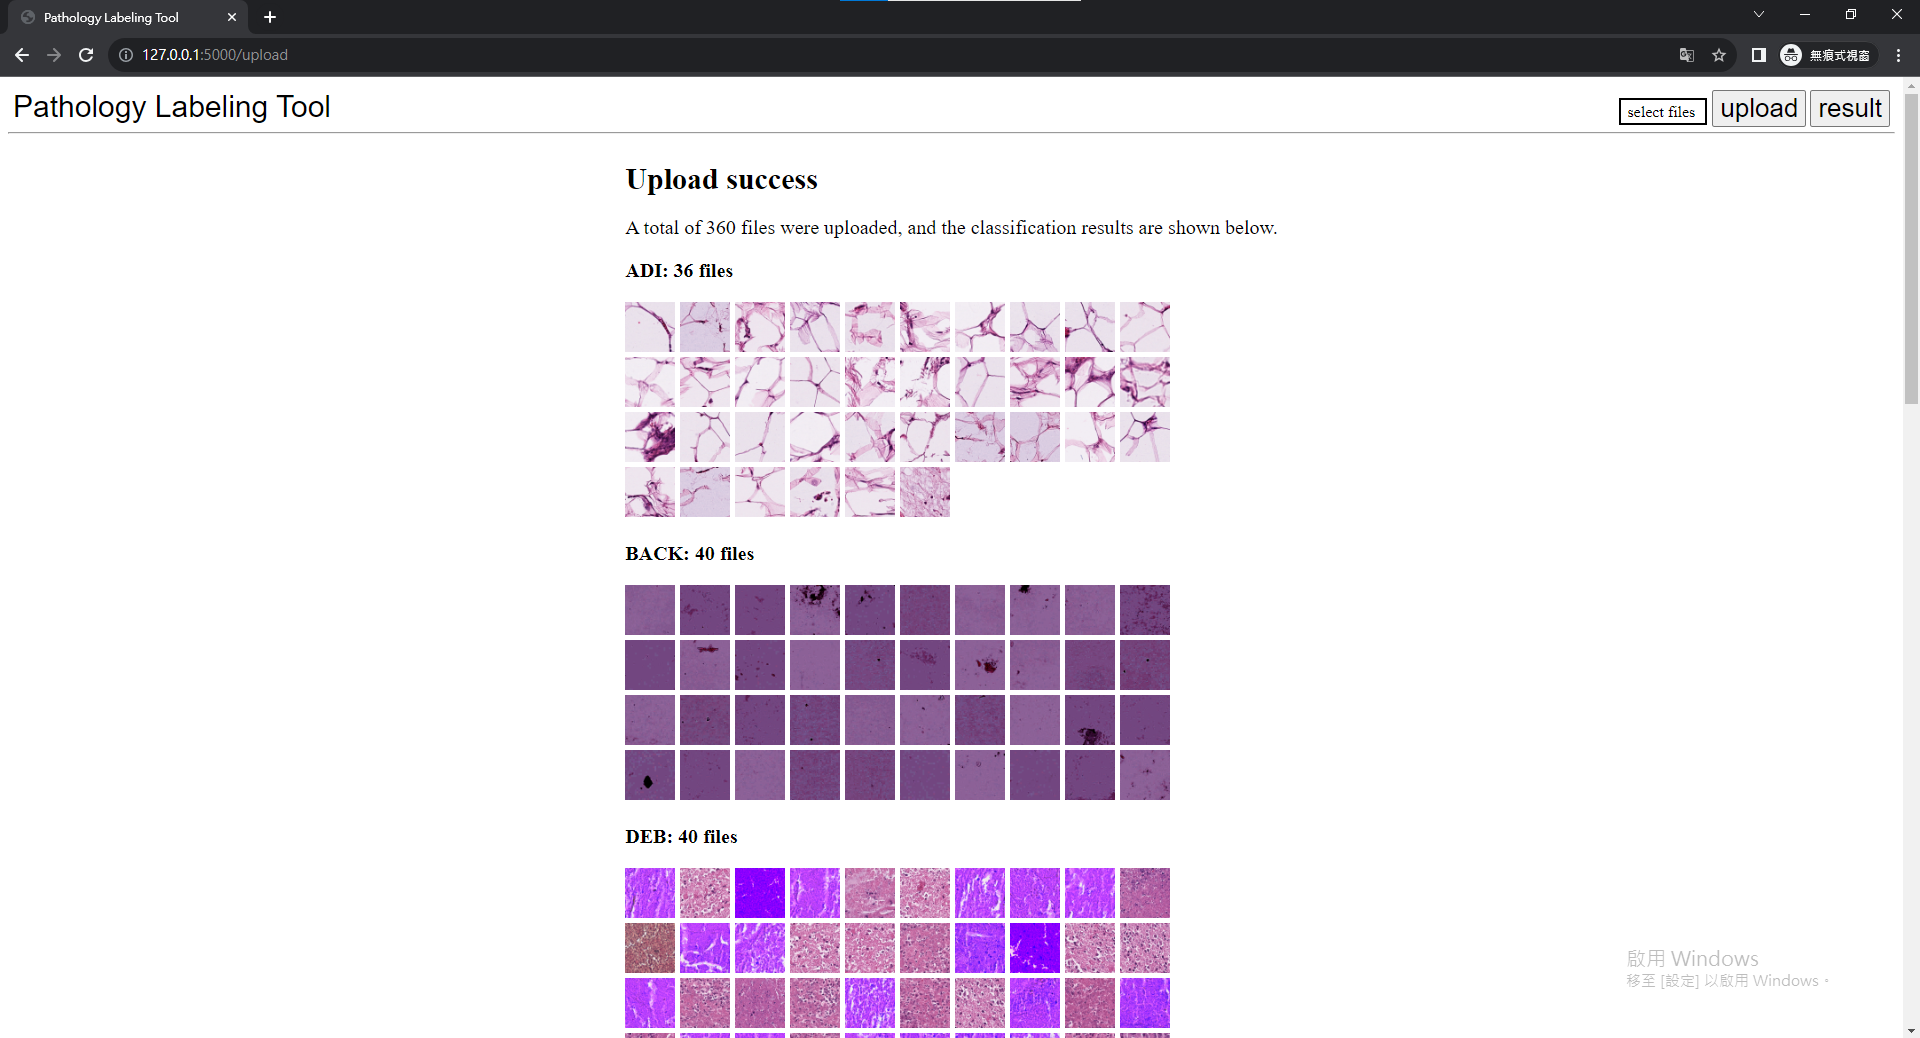 Pathology Labeling Tool
127.0.0.1:5000/upload
無痕式視窗
Pathology Labeling Tool
select files
upload
result
Upload success
A total of 360 files were uploaded, and the classification results are shown below.
ADI: 36 files
BACK: 40 files
DEB: 40 files
啟用 Windows
移至 [設定] 以啟用 Windows。